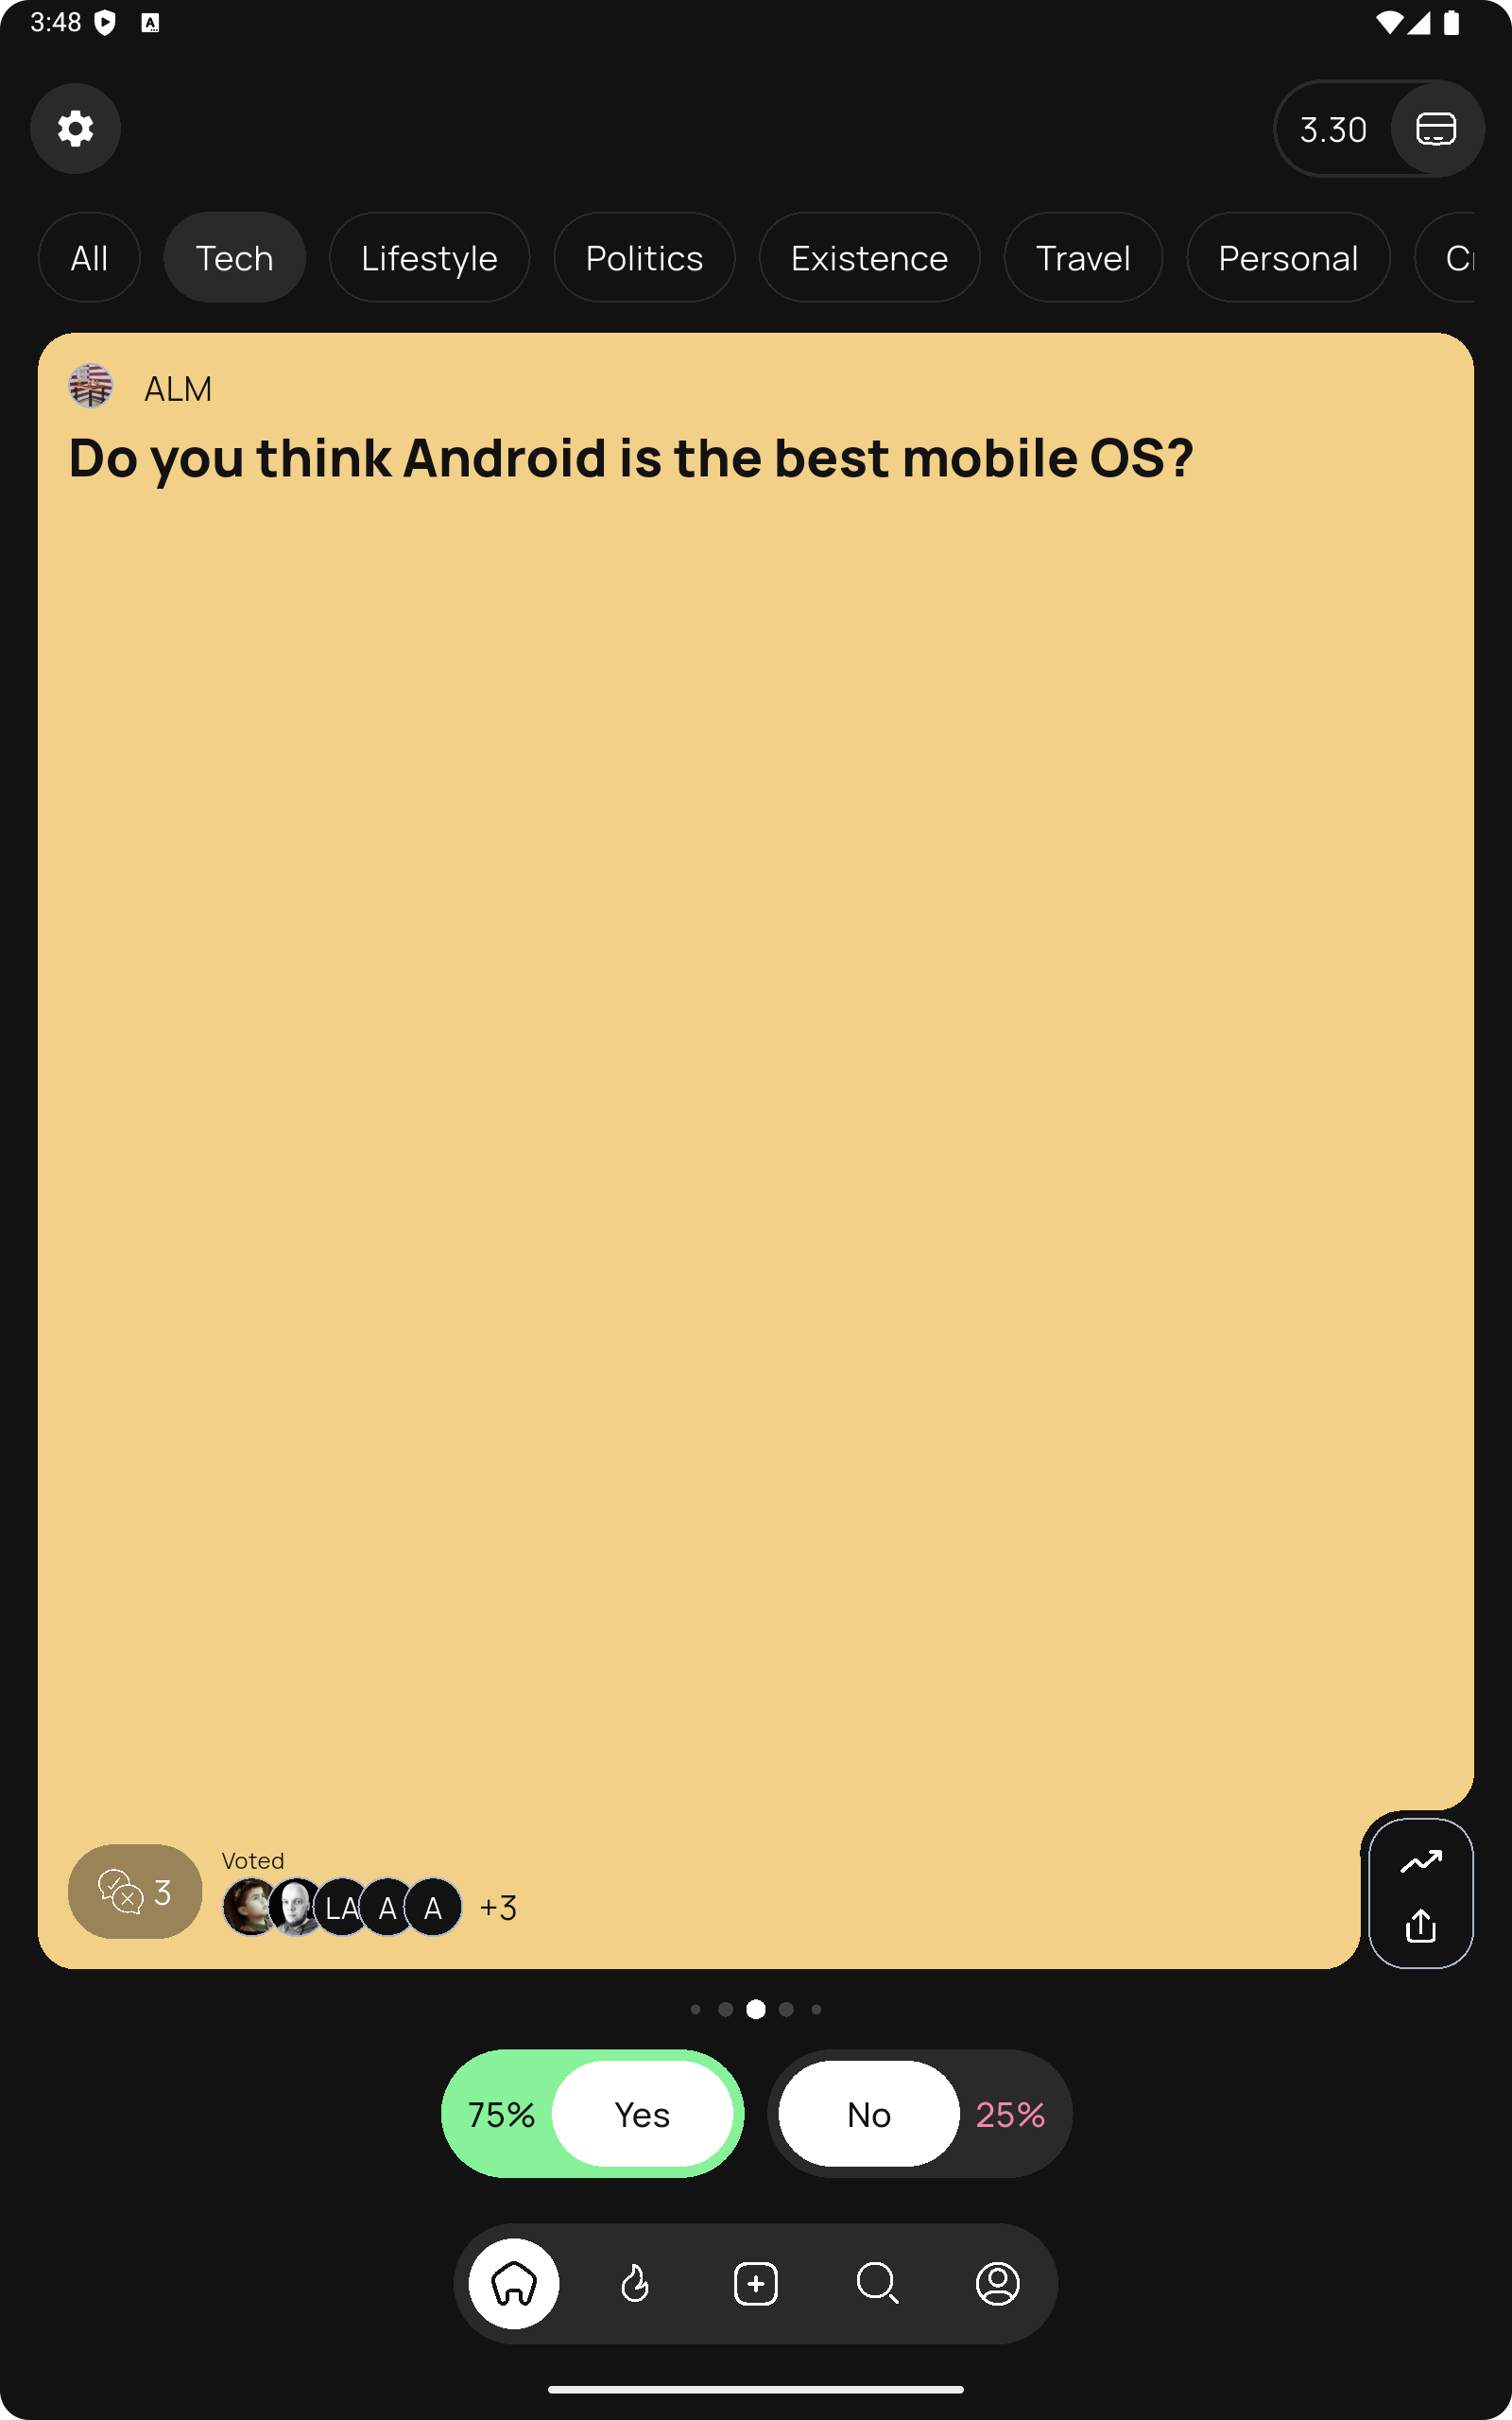 3:48
3.30
All Tech Lifestyle Politics Existence Travel Personal
ALM
Do you think Android is the best mobile OS?
3
Voted
LA A A +3
75% Yes No 25%